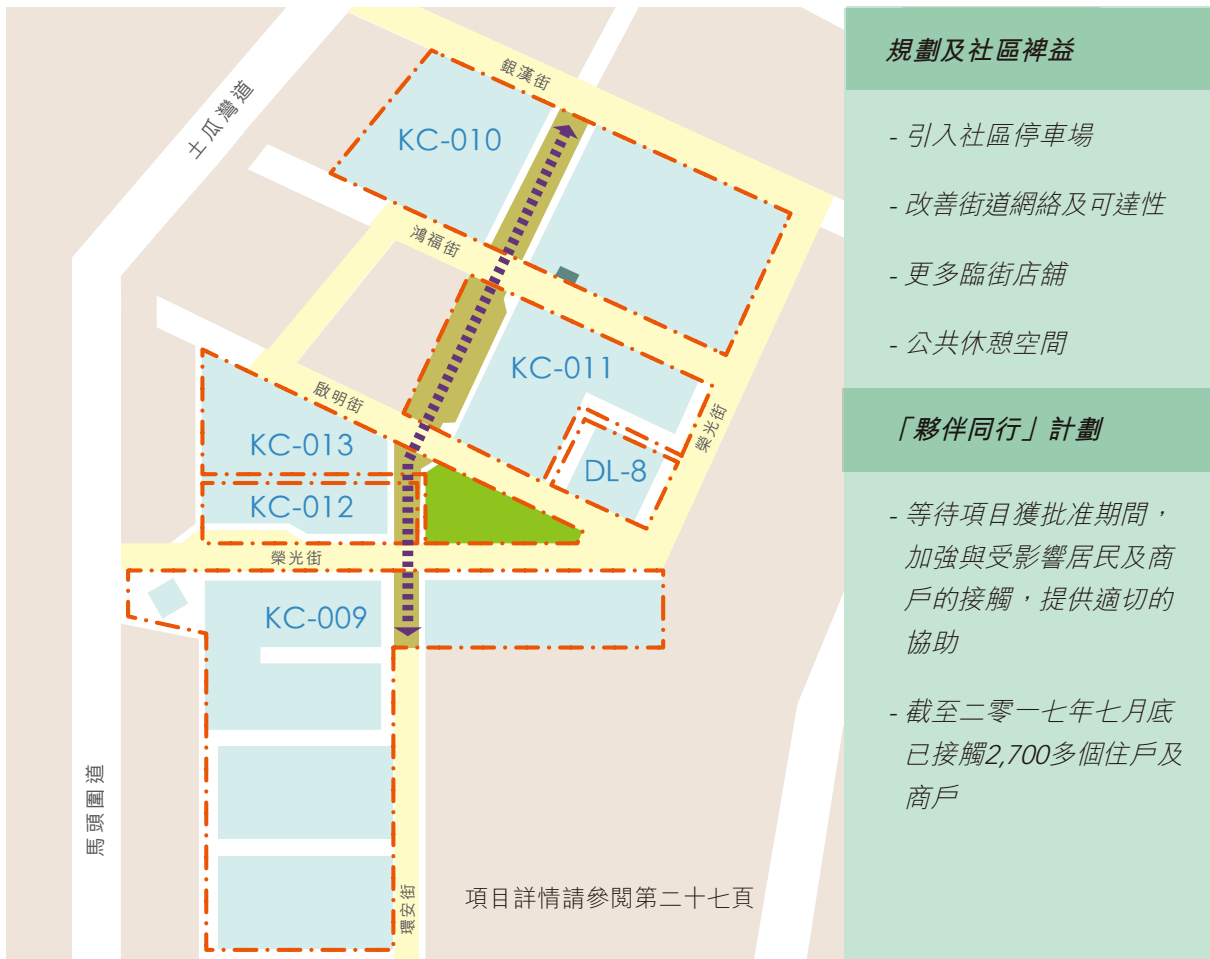 銀漢街
土瓜灣道
KC-010
鴻福街
KC-011
啟明街
榮光街
KC-013
DL-8
KC-012
榮光街
KC-009
馬頭圍道
環安街
項目詳情請參閱第二十七頁
規劃及社區裨益
- 引入社區停車場
- 改善街道網絡及可達性
- 更多臨街店舖
- 公共休憩空間
「夥伴同行」計劃
- 等待項目獲批准期間，
加強與受影響居民及商
戶的接觸，提供適切的
協助
- 截至二零一七年七月底
已接觸2,700多個住戶及
商戶